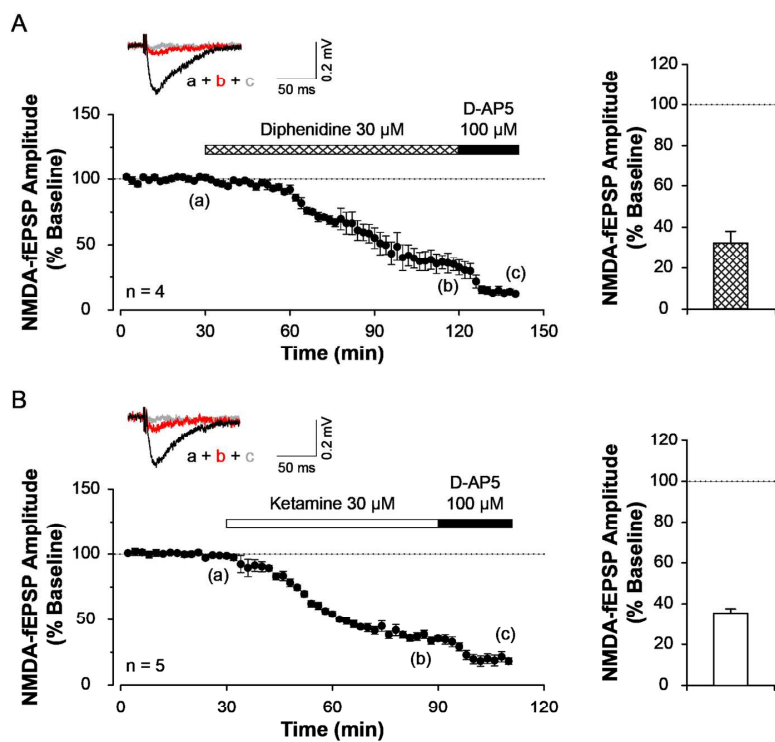 A
a + b + c
0.2 mV
50 ms
NMDA-fEPSP Amplitude
(% Baseline)
150
100
50
0
Diphenidine 30 µM
D-AP5
100 µM
(a)
(b)
(c)
n = 4
0 30 60 90 120 150
Time (min)
NMDA-fEPSP Amplitude
(% Baseline)
120
100
80
60
40
20
0
B
a + b + c
0.2 mV
50 ms
NMDA-fEPSP Amplitude
(% Baseline)
150
100
50
0
Ketamine 30 µM
D-AP5
100 µM
(a)
(b)
(c)
n = 5
0 30 60 90 120
Time (min)
NMDA-fEPSP Amplitude
(% Baseline)
120
100
80
60
40
20
0